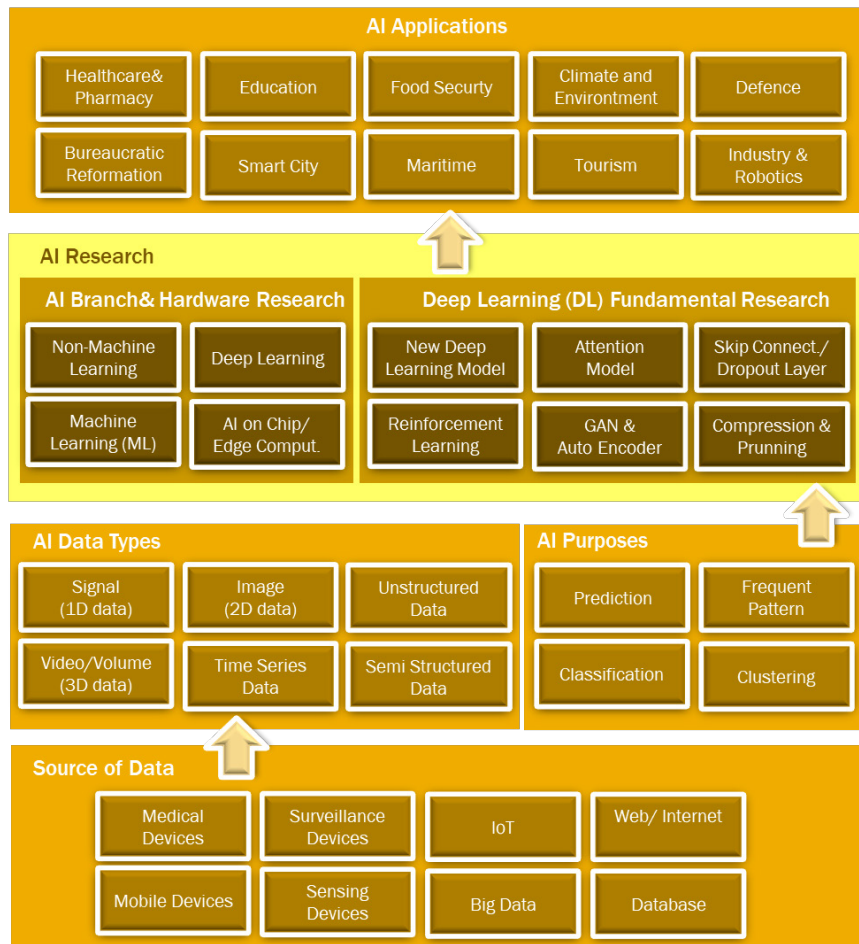 AI Applications
Healthcare&
Pharmacy
Education
Food Securty
Climate and
Environtment
Defence
Bureaucratic
Reformation
Smart City
Maritime
Tourism
Industry &
Robotics
AI Research
AI Branch& Hardware Research
Non-Machine
Learning
Deep Learning
Machine
Learning (ML)
AI on Chip/
Edge Comput.
Deep Learning (DL) Fundamental Research
New Deep
Learning Model
Attention
Model
Skip Connect./
Dropout Layer
Reinforcement
Learning
GAN &
Auto Encoder
Compression &
Prunning
AI Data Types
Signal
(1D data)
Image
(2D data)
Unstructured
Data
Video/Volume
(3D data)
Time Series
Data
Semi Structured
Data
AI Purposes
Prediction
Frequent
Pattern
Classification
Clustering
Source of Data
Medical
Devices
Surveillance
Devices
IoT
Web/ Internet
Mobile Devices
Sensing
Devices
Big Data
Database